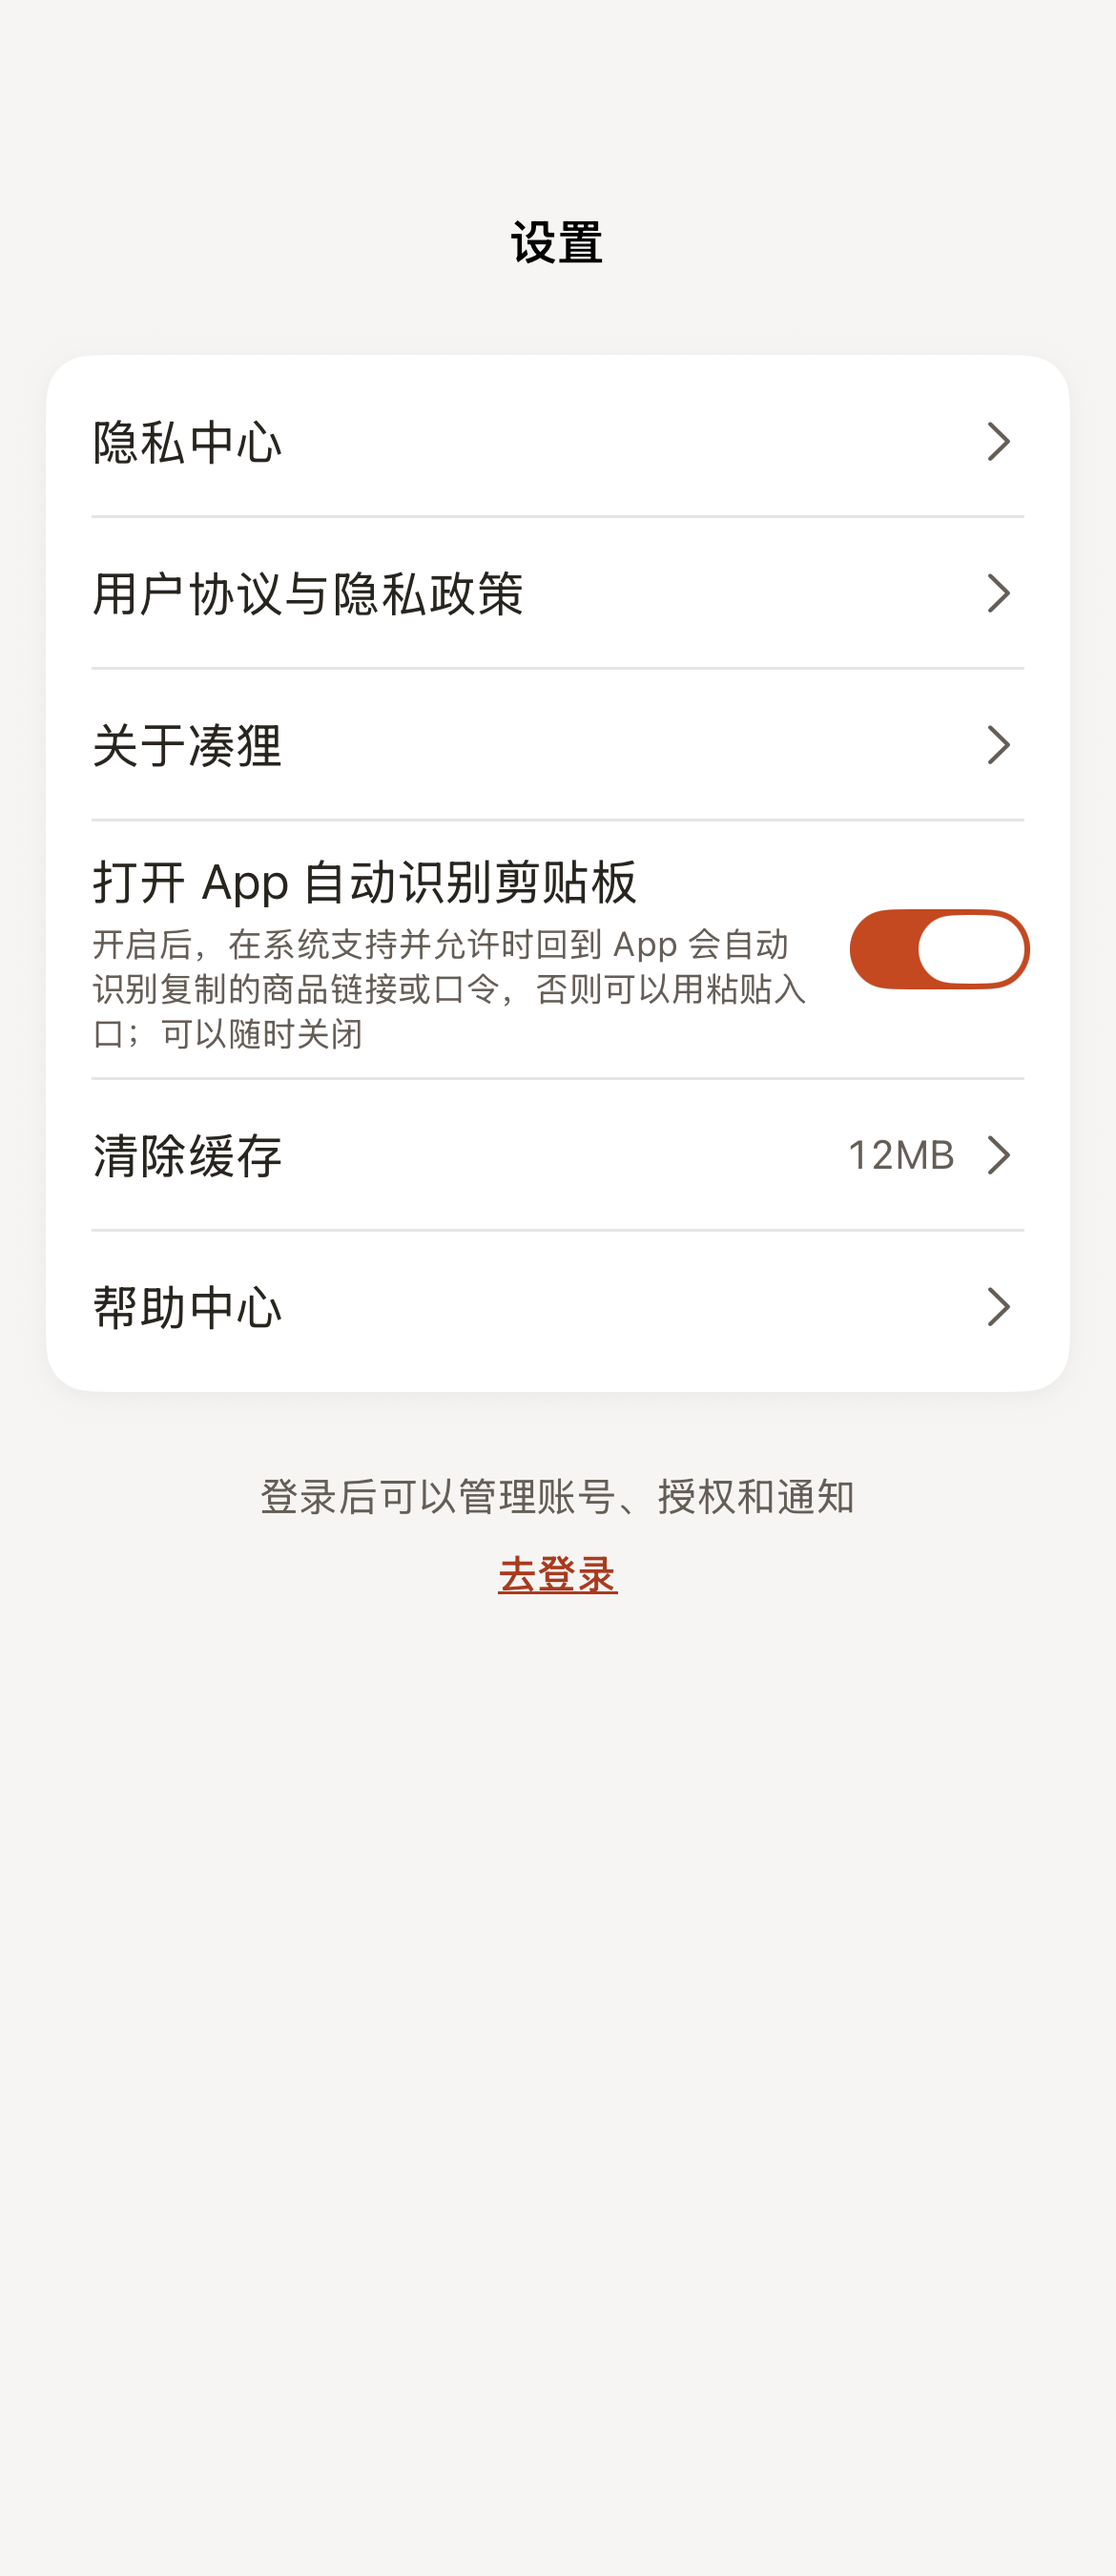 设置
隐私中心
用户协议与隐私政策
关于凑狸
打开 App 自动识别剪贴板
开启后，在系统支持并允许时回到 App 会自动
识别复制的商品链接或口令，否则可以用粘贴入
口；可以随时关闭
清除缓存 12MB
帮助中心
登录后可以管理账号、授权和通知
去登录